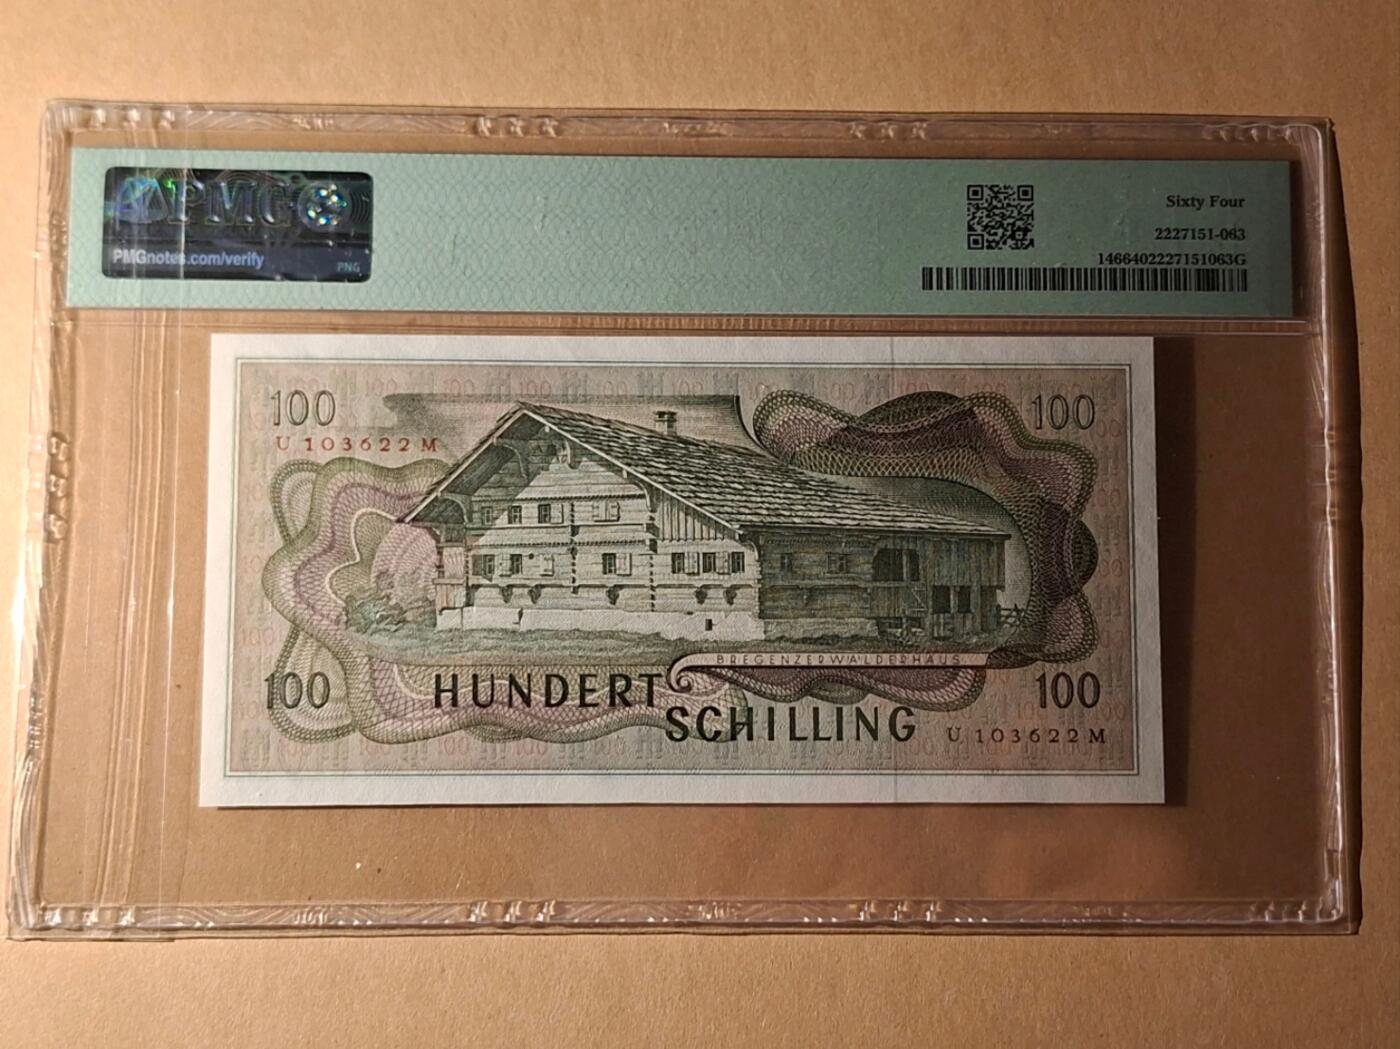 PMG
PMGnotes.com/verify
PNG
Sixty Four
2227151-063
1466402227151063G
100
100
U 103622 M
BREGENZERWÄLDERHAUS
100
HUNDERT
100
SCHILLING
U 103622 M